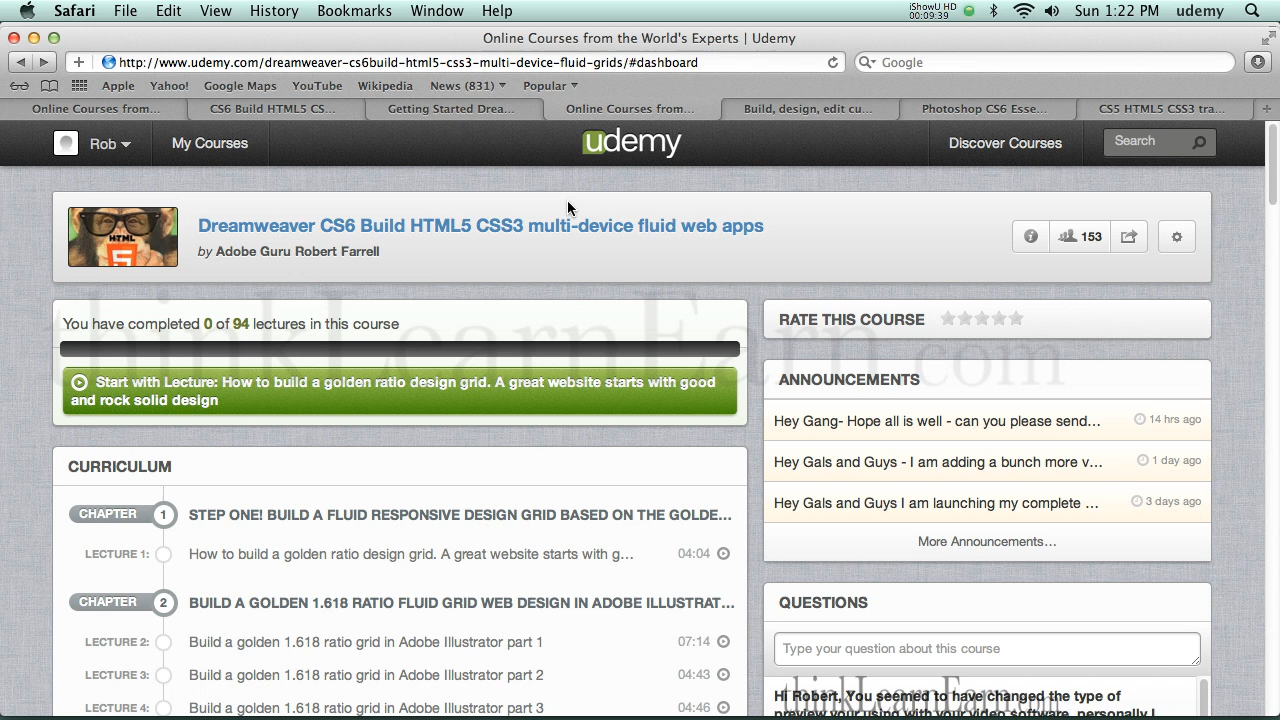 Safari File Edit View History Bookmarks Window Help
iShowU HD
00:09:39
Sun 1:22 PM udemy
Online Courses from the World's Experts | Udemy
http://www.udemy.com/dreamweaver-cs6build-html5-css3-multi-device-fluid-grids/#dashboard
Google
Apple Yahoo! Google Maps YouTube Wikipedia News (831) Popular
Online Courses from... CS6 Build HTML5 CS... Getting Started Drea... Online Courses from... Build, design, edit cu... Photoshop CS6 Esse... CS5 HTML5 CSS3 tra...
Rob My Courses udemy Discover Courses Search
HTML
5
Dreamweaver CS6 Build HTML5 CSS3 multi-device fluid web apps
by Adobe Guru Robert Farrell
153
You have completed 0 of 94 lectures in this course
RATE THIS COURSE
thinkLearnEarn.com
Start with Lecture: How to build a golden ratio design grid. A great website starts with good
and rock solid design
ANNOUNCEMENTS
Hey Gang- Hope all is well - can you please send... 14 hrs ago
Hey Gals and Guys - I am adding a bunch more v... 1 day ago
Hey Gals and Guys I am launching my complete ... 3 days ago
More Announcements...
CURRICULUM
CHAPTER 1 STEP ONE! BUILD A FLUID RESPONSIVE DESIGN GRID BASED ON THE GOLDE...
LECTURE 1: How to build a golden ratio design grid. A great website starts with g... 04:04
CHAPTER 2 BUILD A GOLDEN 1.618 RATIO FLUID GRID WEB DESIGN IN ADOBE ILLUSTRAT...
LECTURE 2: Build a golden 1.618 ratio grid in Adobe Illustrator part 1 07:14
LECTURE 3: Build a golden 1.618 ratio grid in Adobe Illustrator part 2 04:43
LECTURE 4: Build a golden 1.618 ratio grid in Adobe Illustrator part 3 04:46
QUESTIONS
Type your question about this course
thinkLearnEarn.com
Hi Robert, You seemed to have changed the type of
preview your using with your video software, personally I